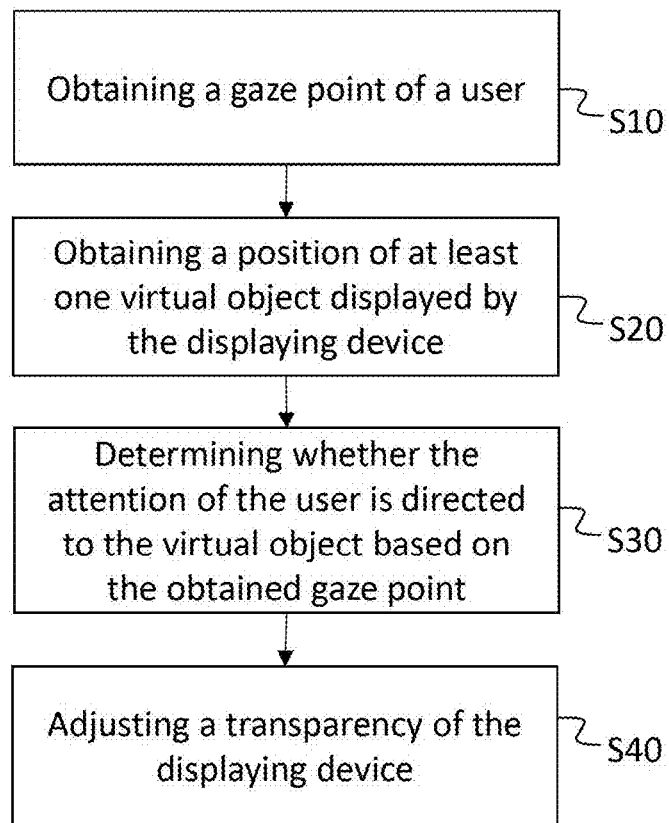 Obtaining a gaze point of a user
S10
Obtaining a position of at least
one virtual object displayed by
the displaying device
S20
Determining whether the
attention of the user is directed
to the virtual object based on
the obtained gaze point
S30
Adjusting a transparency of the
displaying device
S40